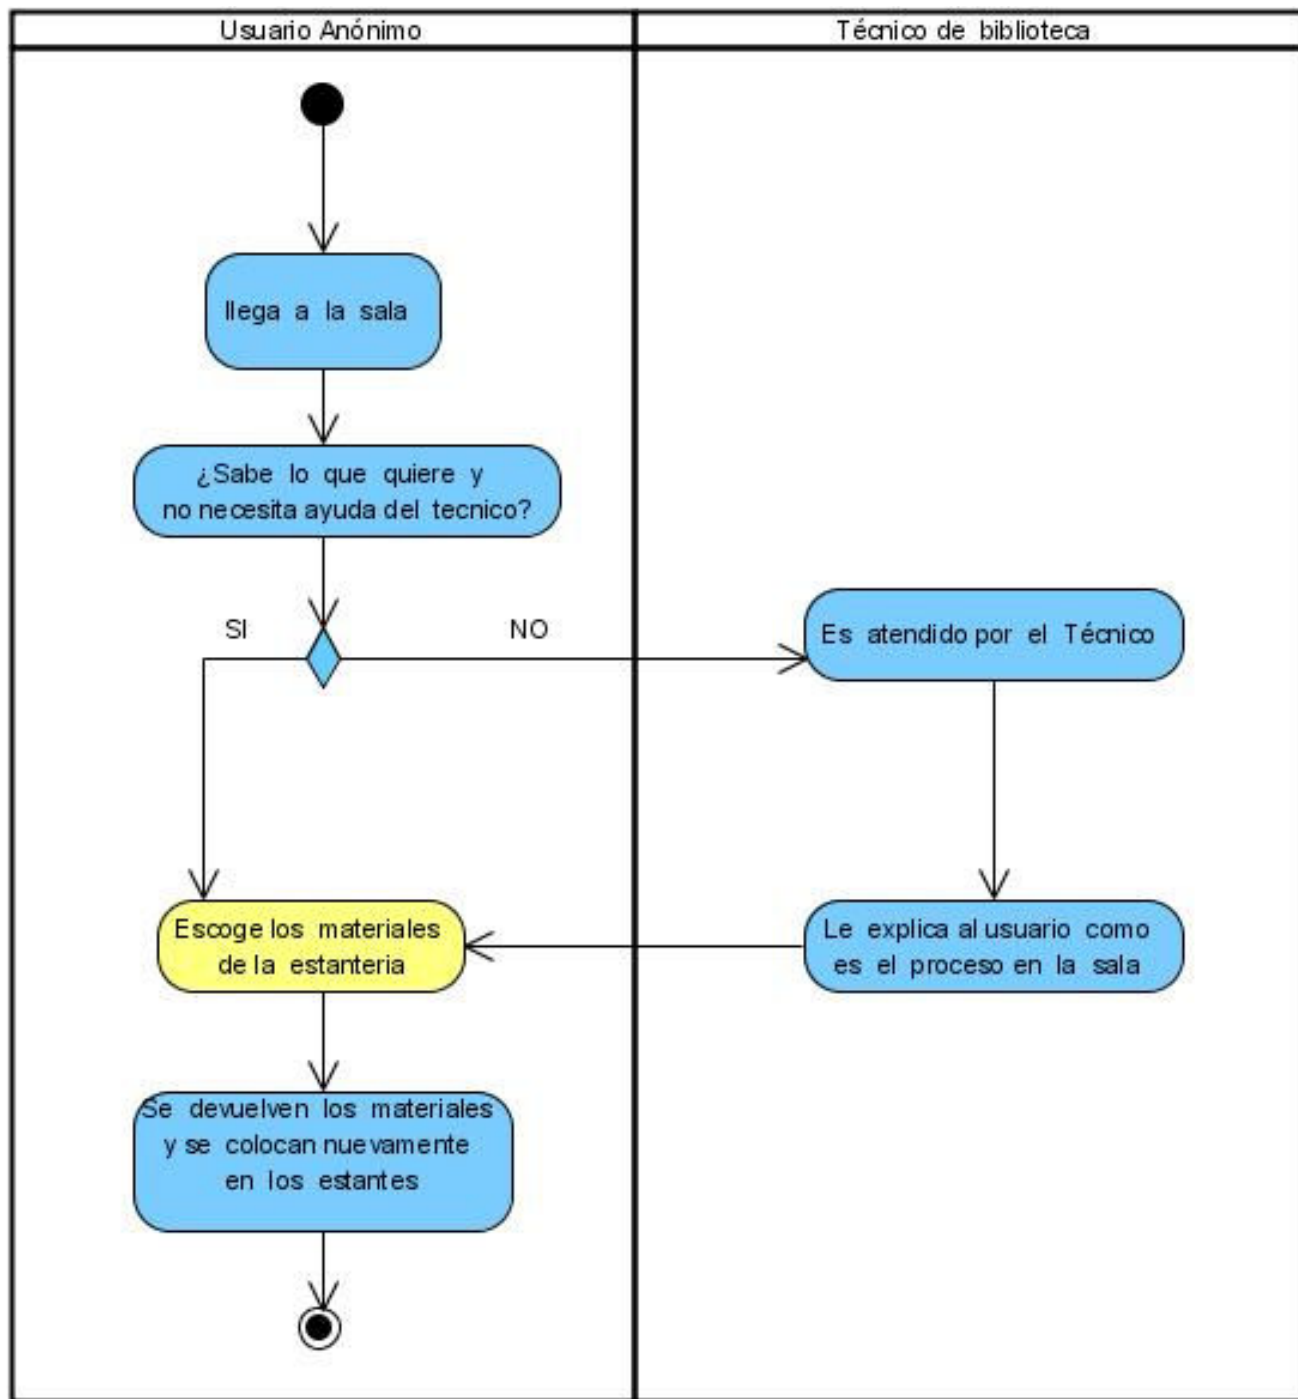 Usuario Anónimo
Técnico de biblioteca
llega a la sala
¿Sabe lo que quiere y
no necesita ayuda del tecnico?
SI
NO
Es atendido por el Técnico
Escoge los materiales
de la estanteria
Le explica al usuario como
es el proceso en la sala
Se devuelven los materiales
y se colocan nuevamente
en los estantes